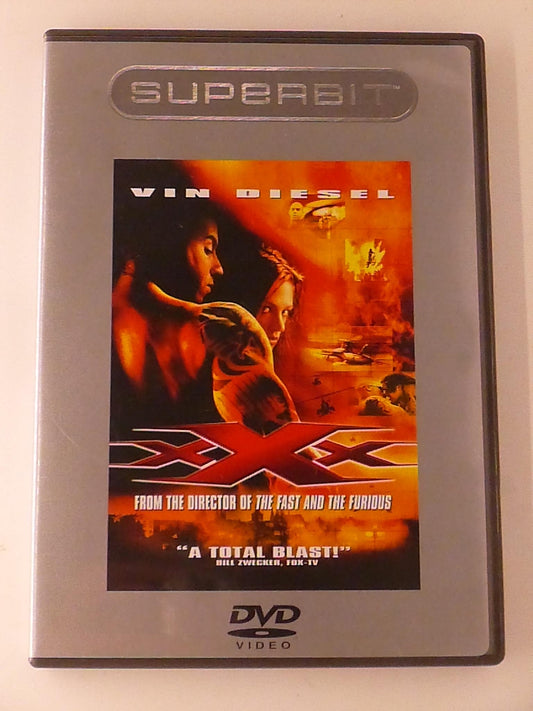 SUPERBIT™
VIN DIESEL
xXx
FROM THE DIRECTOR OF THE FAST AND THE FURIOUS
"A TOTAL BLAST!"
BILL ZWECKER, FOX-TV
DVD
VIDEO